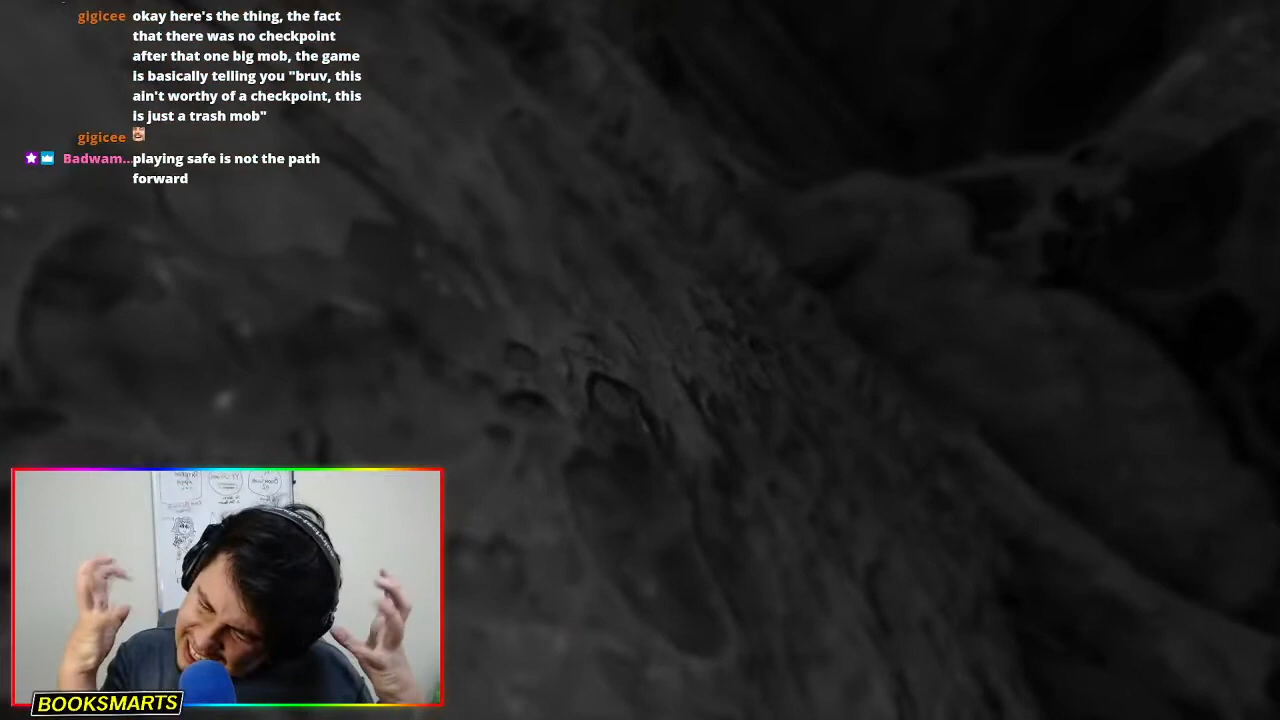 gigicee okay here's the thing, the fact
that there was no checkpoint
after that one big mob, the game
is basically telling you "bruv, this
ain't worthy of a checkpoint, this
is just a trash mob"
gigicee
Badwam... playing safe is not the path
forward
BOOKSMARTS